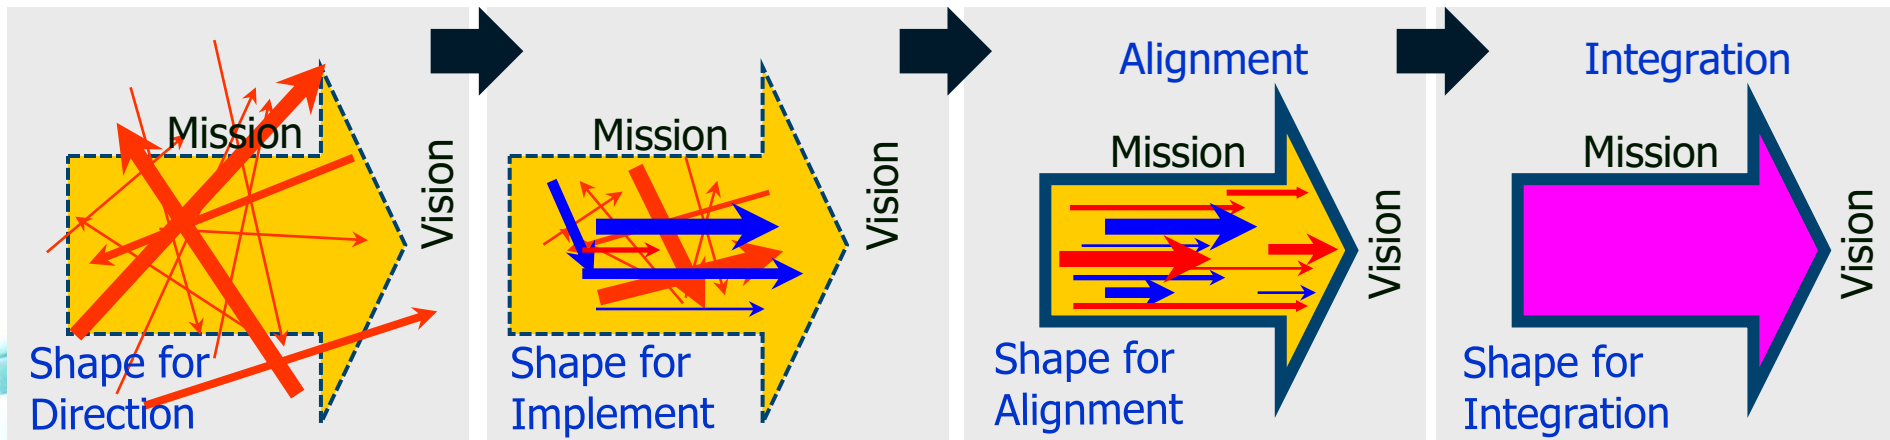 Mission
Vision
Shape for
Direction
Mission
Vision
Shape for
Implement
Alignment
Mission
Vision
Shape for
Alignment
Integration
Mission
Vision
Shape for
Integration